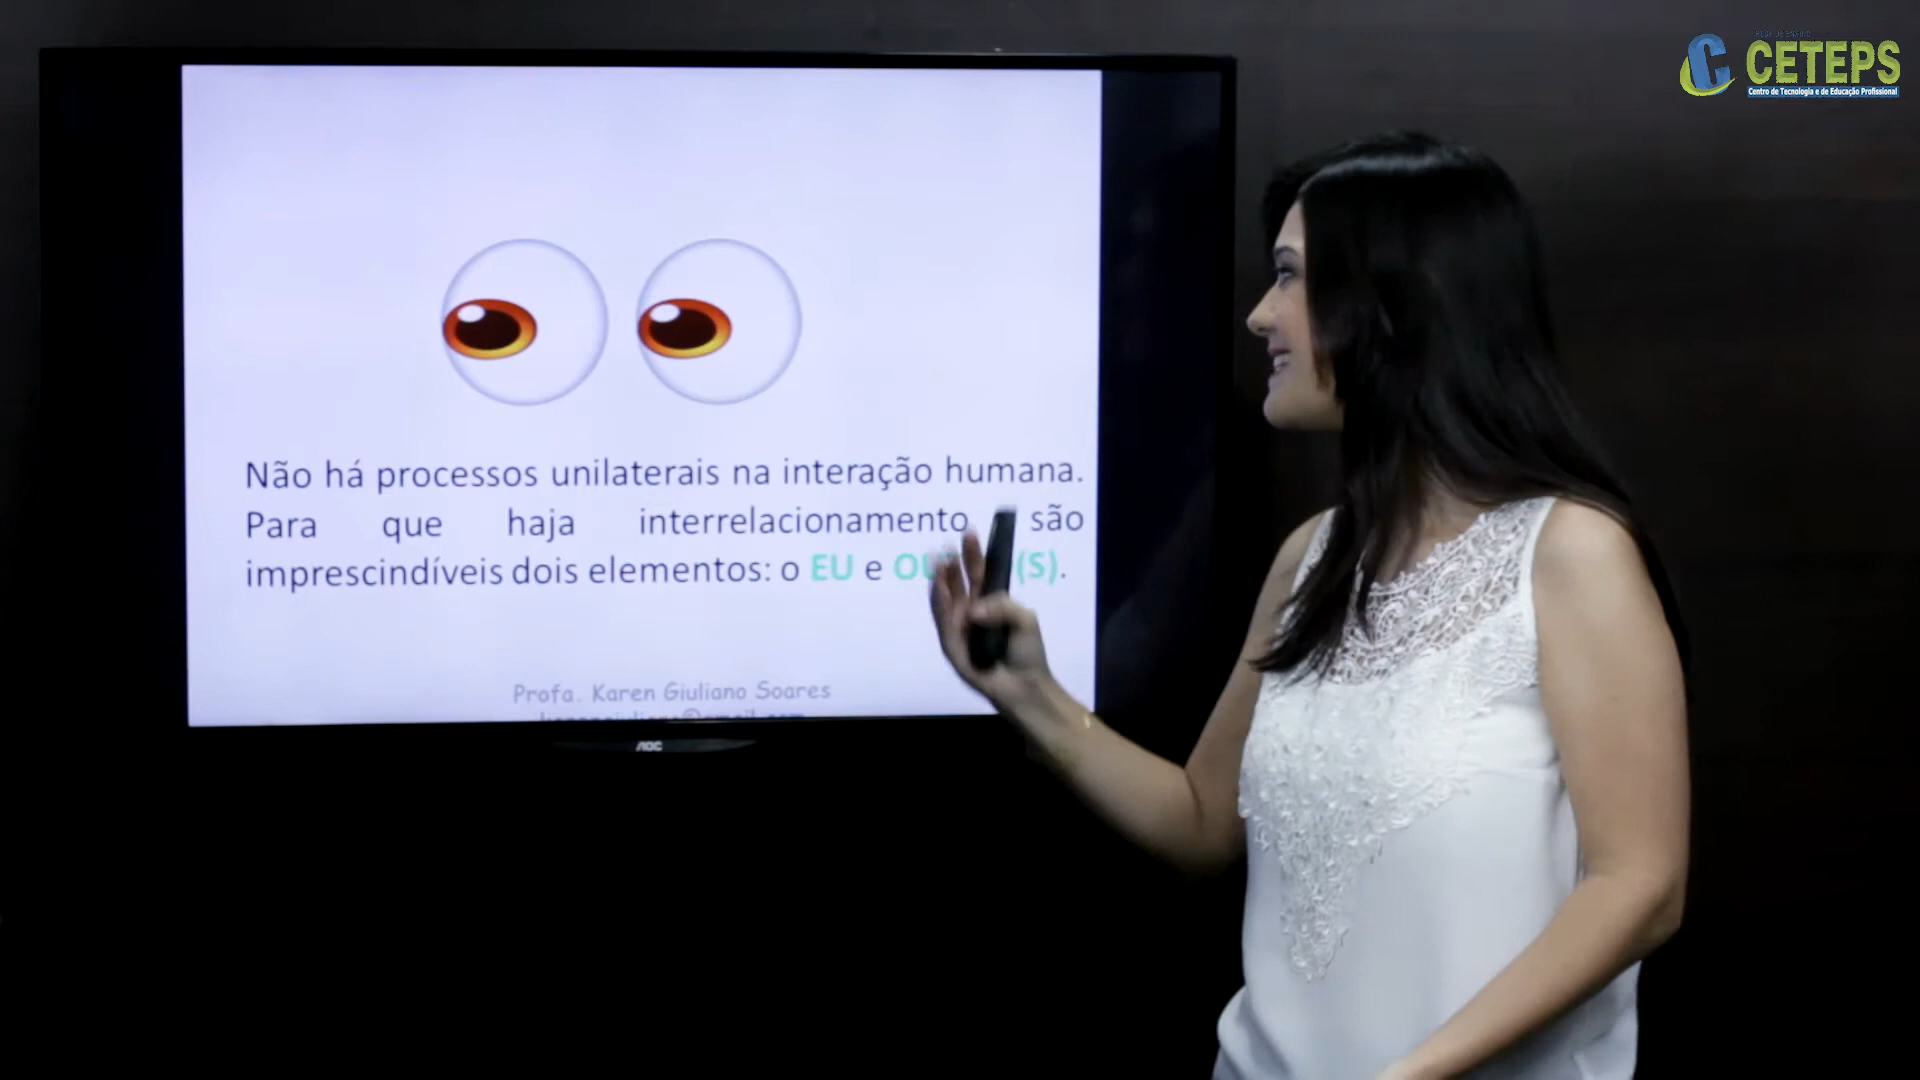 CETEPS
Centro de Tecnologia e de Educação Profissional
Não há processos unilaterais na interação humana.
Para que haja interrelacionamento são
imprescindíveis dois elementos: o EU e OU (S).
Profa. Karen Giuliano Soares
AOC